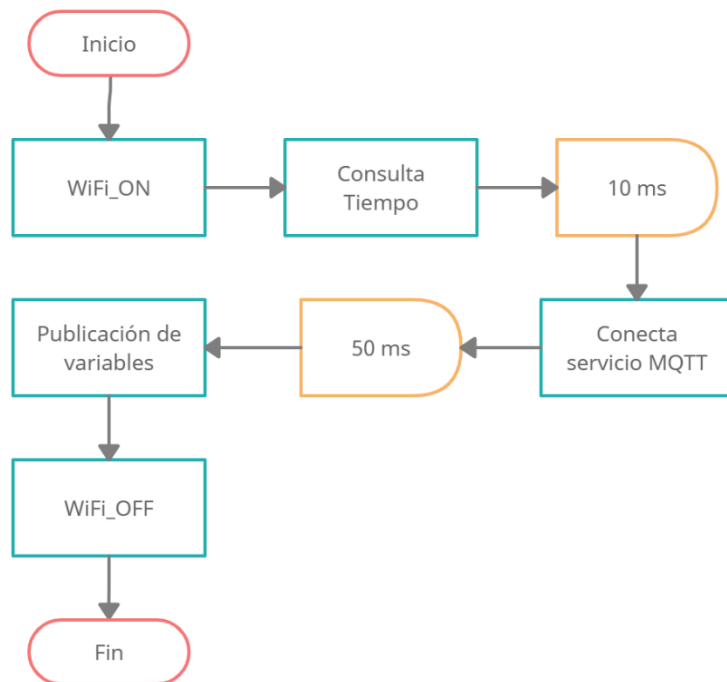 Inicio
WiFi_ON
Consulta
Tiempo
10 ms
Conecta
servicio MQTT
50 ms
Publicación de
variables
WiFi_OFF
Fin